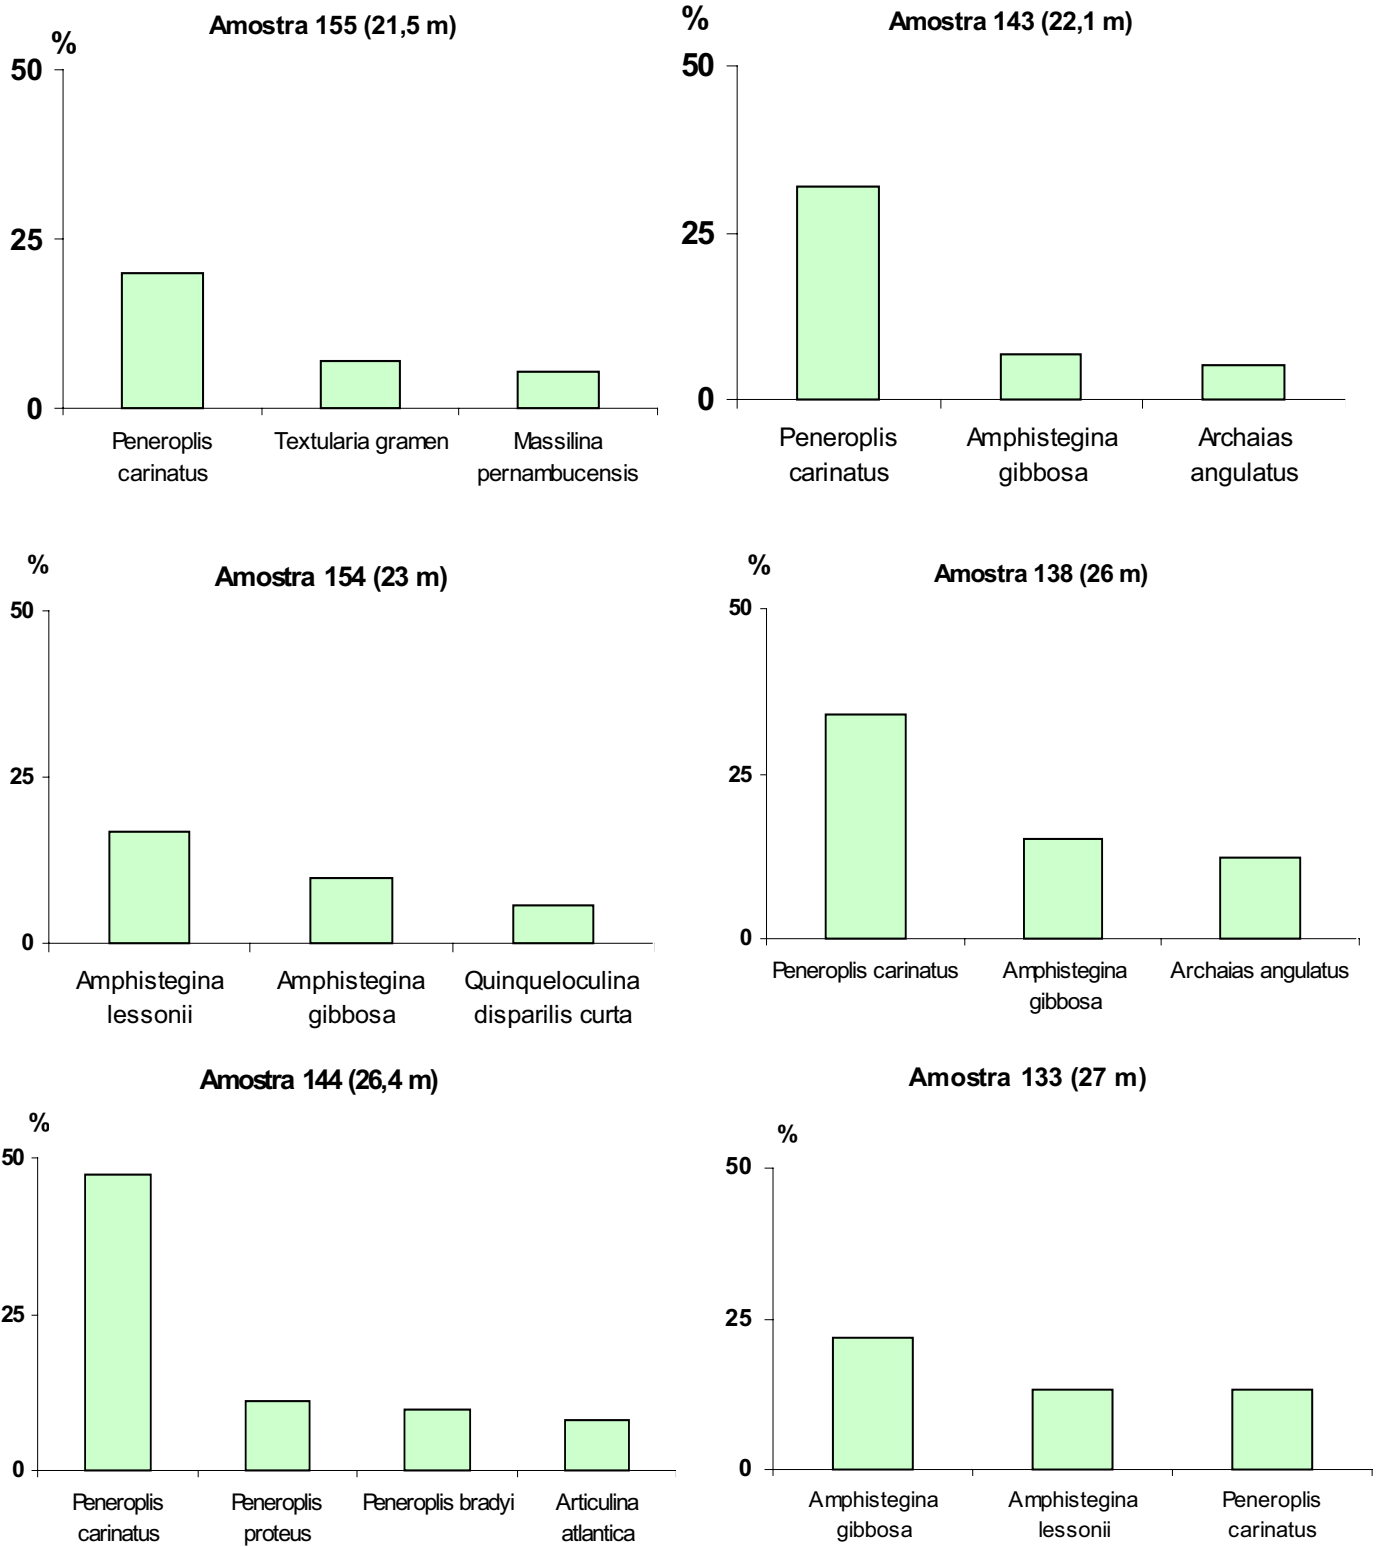 Amostra 155 (21,5 m)
%
50
25
0
Peneroplis
carinatus
Textularia gramen
Massilina
pernambucensis
Amostra 143 (22,1 m)
%
50
25
0
Peneroplis
carinatus
Amphistegina
gibbosa
Archaias
angulatus
Amostra 154 (23 m)
%
50
25
0
Amphistegina
lessonii
Amphistegina
gibbosa
Quinqueloculina
disparilis curta
Amostra 138 (26 m)
%
50
25
0
Peneroplis carinatus
Amphistegina
gibbosa
Archaias angulatus
Amostra 144 (26,4 m)
%
50
25
0
Peneroplis
carinatus
Peneroplis
proteus
Peneroplis bradyi
Articulina
atlantica
Amostra 133 (27 m)
%
50
25
0
Amphistegina
gibbosa
Amphistegina
lessonii
Peneroplis
carinatus